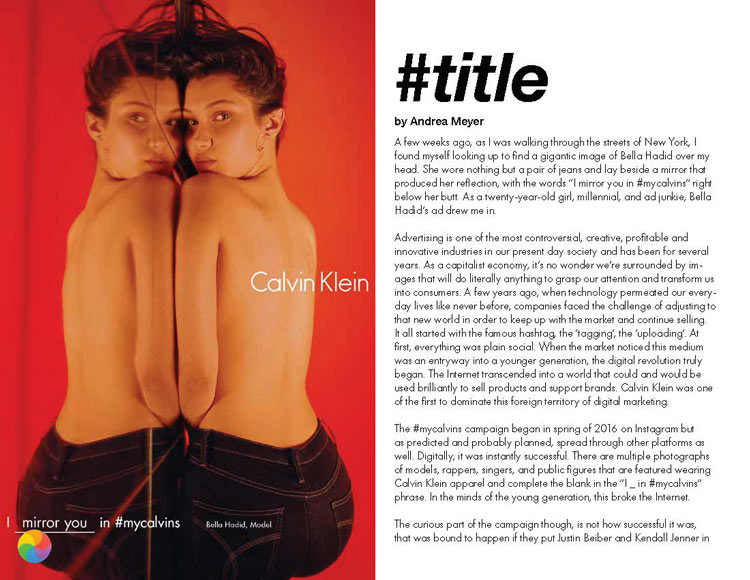 Calvin Klein
I mirror you in #mycalvins
Bella Hadid, Model
#title
by Andrea Meyer
A few weeks ago, as I was walking through the streets of New York, I
found myself looking up to find a gigantic image of Bella Hadid over my
head. She wore nothing but a pair of jeans and lay beside a mirror that
produced her reflection, with the words “I mirror you in #mycalvins” right
below her butt. As a twenty-year-old girl, millennial, and ad junkie, Bella
Hadid’s ad drew me in.
Advertising is one of the most controversial, creative, profitable and
innovative industries in our present day society and has been for several
years. As a capitalist economy, it’s no wonder we’re surrounded by im-
ages that will do literally anything to grasp our attention and transform us
into consumers. A few years ago, when technology permeated our every-
day lives like never before, companies faced the challenge of adjusting to
that new world in order to keep up with the market and continue selling.
It all started with the famous hashtag, the ‘tagging’, the ‘uploading’. At
first, everything was plain social. When the market noticed this medium
was an entryway into a younger generation, the digital revolution truly
began. The Internet transcended into a world that could and would be
used brilliantly to sell products and support brands. Calvin Klein was one
of the first to dominate this foreign territory of digital marketing.
The #mycalvins campaign began in spring of 2016 on Instagram but
as predicted and probably planned, spread through other platforms as
well. Digitally, it was instantly successful. There are multiple photographs
of models, rappers, singers, and public figures that are featured wearing
Calvin Klein apparel and complete the blank in the “I _ in #mycalvins”
phrase. In the minds of the young generation, this broke the Internet.
The curious part of the campaign though, is not how successful it was,
that was bound to happen if they put Justin Beiber and Kendall Jenner in